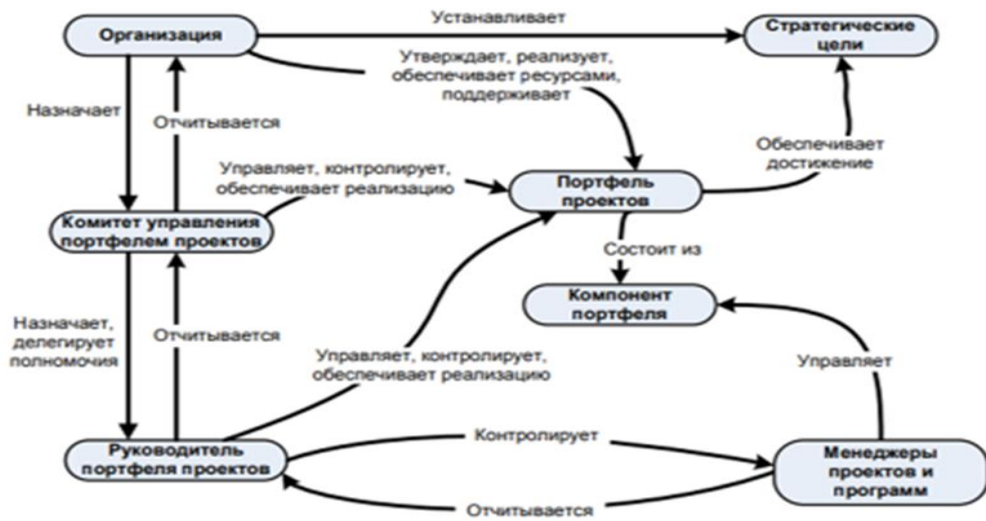 Устанавливает
Организация
Стратегические
цели
Утверждает, реализует,
обеспечивает ресурсами,
поддерживает
Назначает
Отчитывается
Обеспечивает
достижение
Управляет, контролирует,
обеспечивает реализацию
Портфель
проектов
Комитет управления
портфелем проектов
Состоит из
Компонент
портфеля
Назначает,
делегирует
полномочия
Отчитывается
Управляет, контролирует,
обеспечивает реализацию
Управляет
Контролирует
Руководитель
портфеля проектов
Менеджеры
проектов и
программ
Отчитывается